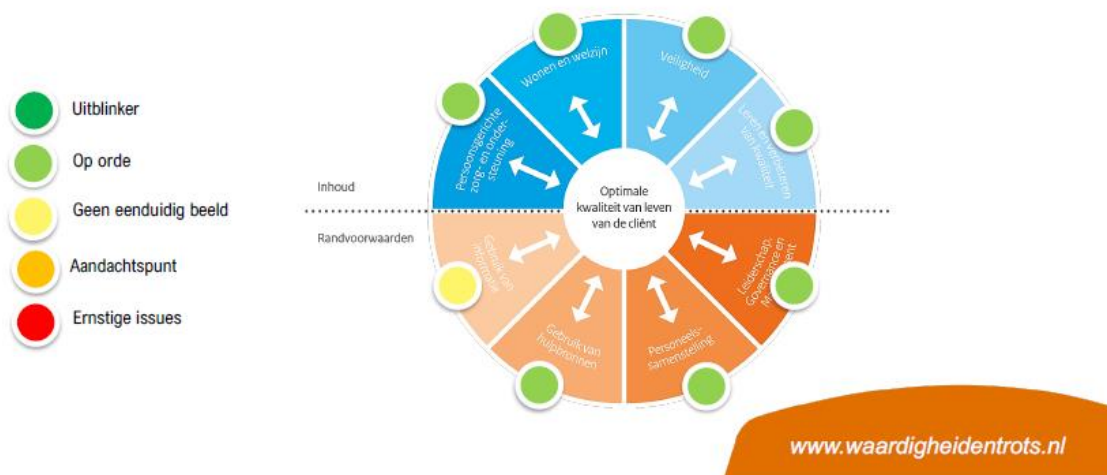 Uitblinker
Op orde
Geen eenduidig beeld
Aandachtspunt
Ernstige issues
Inhoud
Randvoorwaarden
Persoonsgerichte
zorg- en onder-
steuning
Wonen en welzijn
Veiligheid
Leren en verbeteren
van kwaliteit
Optimale
kwaliteit van leven
van de cliënt
Gebruik van
informatie
Gebruik van
hulpbronnen
Personeels-
samenstelling
Leiderschap,
Governance en
www.waardigheidentrots.nl